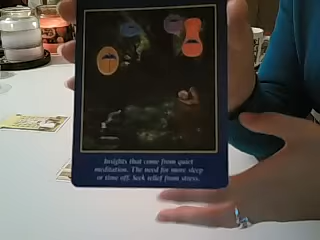 Insights that come from quiet
meditation. The need for more sleep
or time off. Seek relief from stress.